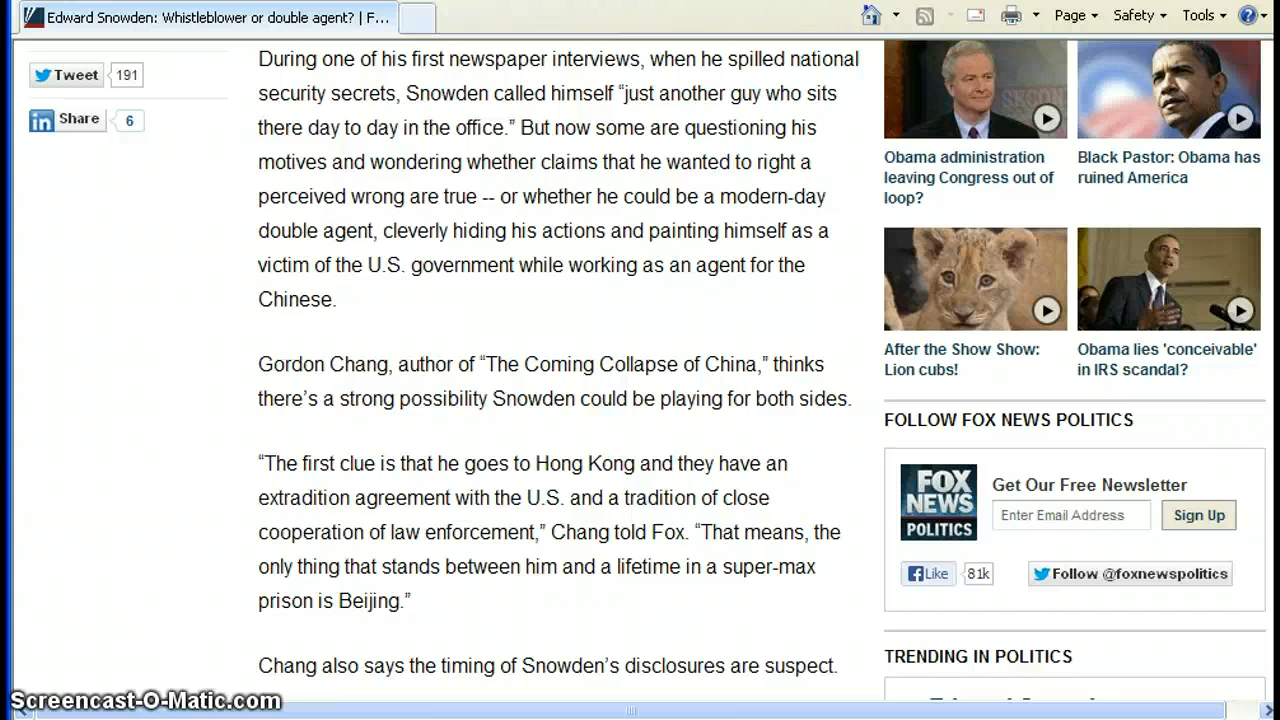 Edward Snowden: Whistleblower or double agent? | F...
Page
Safety
Tools
Tweet
191
Share
6
During one of his first newspaper interviews, when he spilled national
security secrets, Snowden called himself “just another guy who sits
there day to day in the office.” But now some are questioning his
motives and wondering whether claims that he wanted to right a
perceived wrong are true -- or whether he could be a modern-day
double agent, cleverly hiding his actions and painting himself as a
victim of the U.S. government while working as an agent for the
Chinese.
Gordon Chang, author of “The Coming Collapse of China,” thinks
there’s a strong possibility Snowden could be playing for both sides.
“The first clue is that he goes to Hong Kong and they have an
extradition agreement with the U.S. and a tradition of close
cooperation of law enforcement,” Chang told Fox. “That means, the
only thing that stands between him and a lifetime in a super-max
prison is Beijing.”
Chang also says the timing of Snowden’s disclosures are suspect.
Obama administration
leaving Congress out of
loop?
Black Pastor: Obama has
ruined America
After the Show Show:
Lion cubs!
Obama lies 'conceivable'
in IRS scandal?
FOLLOW FOX NEWS POLITICS
FOX
NEWS
POLITICS
Get Our Free Newsletter
Enter Email Address
Sign Up
Like
81k
Follow @foxnewspolitics
TRENDING IN POLITICS
Screencast-O-Matic.com